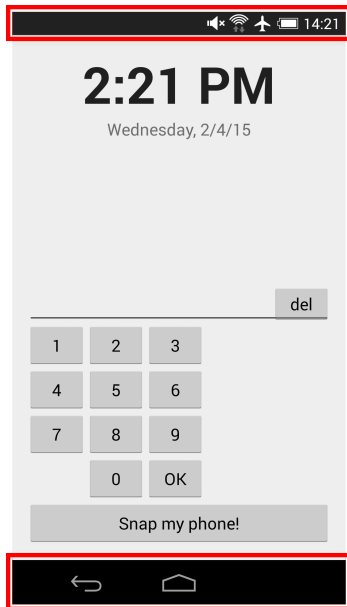 14:21
2:21 PM
Wednesday, 2/4/15
del
1 2 3
4 5 6
7 8 9
0 OK
Snap my phone!